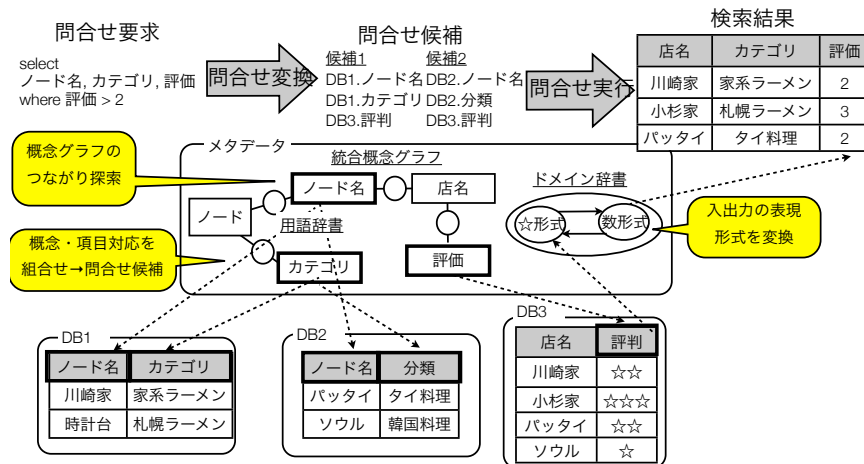 問合せ要求
select
ノード名, カテゴリ, 評価
where 評価 > 2
問合せ変換
問合せ候補
候補1 候補2
DB1.ノード名 DB2.ノード名
DB1.カテゴリ DB2.分類
DB3.評判 DB3.評判
問合せ実行
検索結果
店名 カテゴリ 評価
川崎家 家系ラーメン 2
小杉家 札幌ラーメン 3
パッタイ タイ料理 2
概念グラフの
つながり探索
概念・項目対応を
組合せ→問合せ候補
メタデータ
統合概念グラフ
ノード名
店名
ノード
用語辞書
カテゴリ
評価
ドメイン辞書
☆形式
数形式
入出力の表現
形式を変換
DB1
ノード名 カテゴリ
川崎家 家系ラーメン
時計台 札幌ラーメン
DB2
ノード名 分類
パッタイ タイ料理
ソウル 韓国料理
DB3
店名 評判
川崎家 ☆☆
小杉家 ☆☆☆
パッタイ ☆☆
ソウル ☆